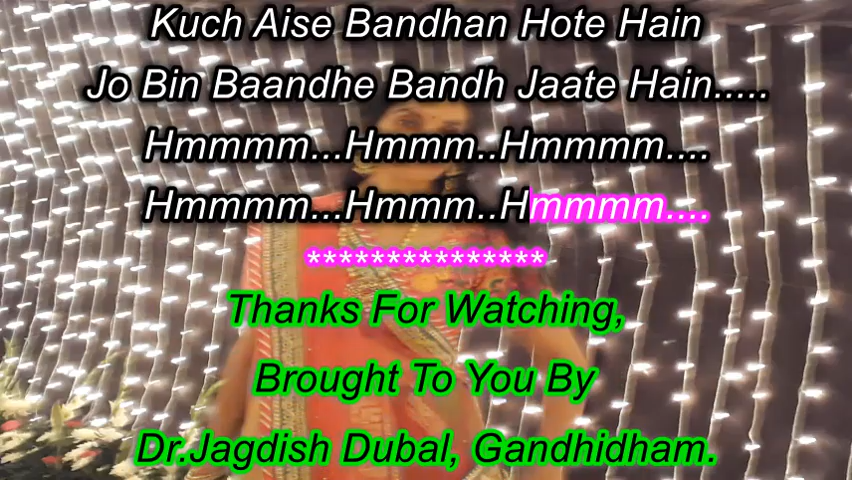 Kuch Aise Bandhan Hote Hain
Jo Bin Baandhe Bandh Jaate Hain.....
Hmmmm...Hmmm..Hmmmm....
Hmmmm...Hmmm..Hmmmm....
***************
Thanks For Watching,
Brought To You By
Dr.Jagdish Dubal, Gandhidham.